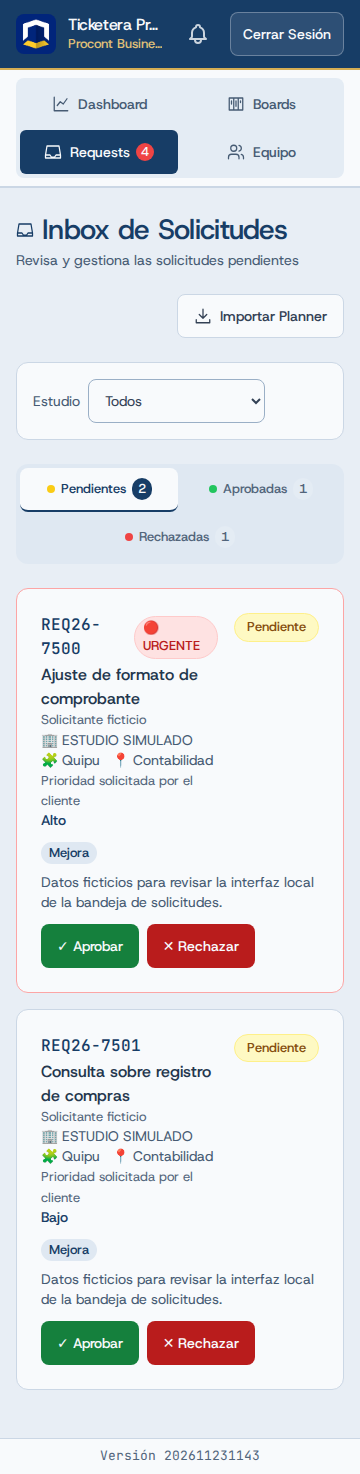 Ticketera Pr...
Procont Busine...
Cerrar Sesión
Dashboard
Boards
Requests 4
Equipo
Inbox de Solicitudes
Revisa y gestiona las solicitudes pendientes
Importar Planner
Estudio Todos
Pendientes 2
Aprobadas 1
Rechazadas 1
REQ26-
7500
🔴
URGENTE
Pendiente
Ajuste de formato de
comprobante
Solicitante ficticio
🏢 ESTUDIO SIMULADO
🧩 Quipu 📍 Contabilidad
Prioridad solicitada por el
cliente
Alto
Mejora
Datos ficticios para revisar la interfaz local
de la bandeja de solicitudes.
✓ Aprobar
✕ Rechazar
REQ26-7501
Pendiente
Consulta sobre registro
de compras
Solicitante ficticio
🏢 ESTUDIO SIMULADO
🧩 Quipu 📍 Contabilidad
Prioridad solicitada por el
cliente
Bajo
Mejora
Datos ficticios para revisar la interfaz local
de la bandeja de solicitudes.
✓ Aprobar
✕ Rechazar
Versión 202611231143